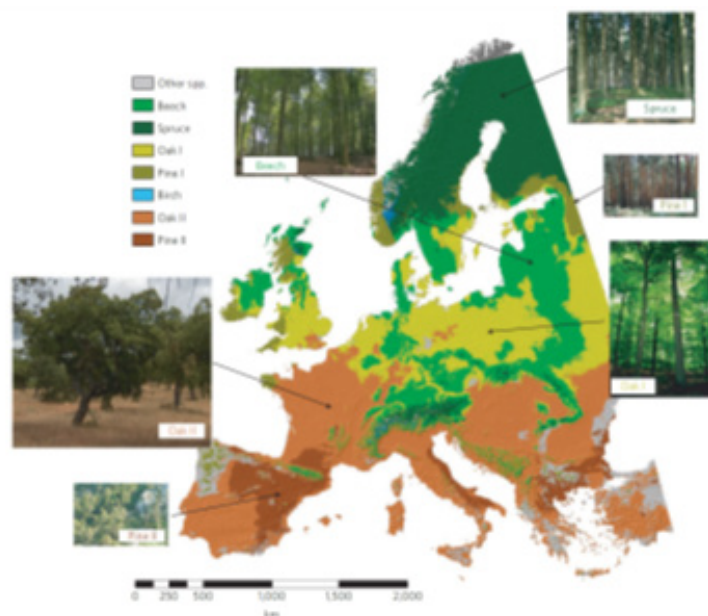 Other spp.
Beech
Spruce
Oak I
Pine I
Birch
Oak II
Pine II
Beech
Spruce
Pine I
Oak I
Oak II
Pine II
0 250 500 1,000 1,500 2,000
km